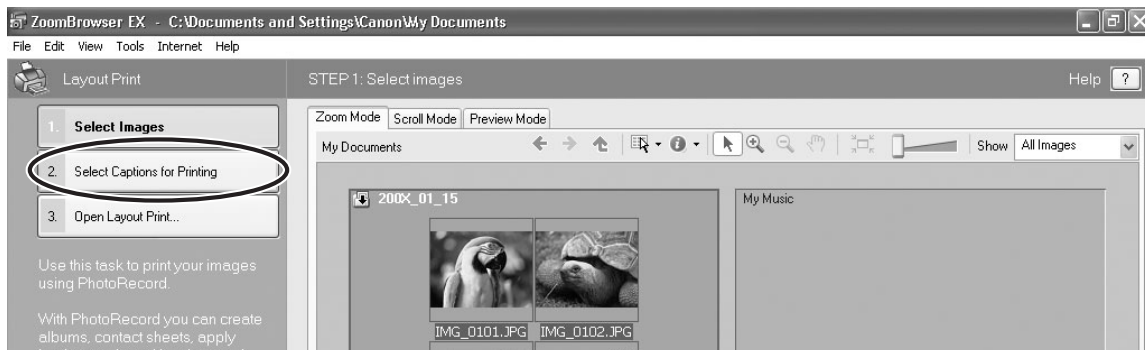 ZoomBrowser EX - C:\Documents and Settings\Canon\My Documents
File Edit View Tools Internet Help
Layout Print
STEP 1: Select images
Help ?
1. Select Images
2. Select Captions for Printing
3. Open Layout Print...
Use this task to print your images
using PhotoRecord.
With PhotoRecord you can create
albums, contact sheets, apply
Zoom Mode Scroll Mode Preview Mode
My Documents
Show All Images
200X_01_15
My Music
IMG_0101.JPG IMG_0102.JPG